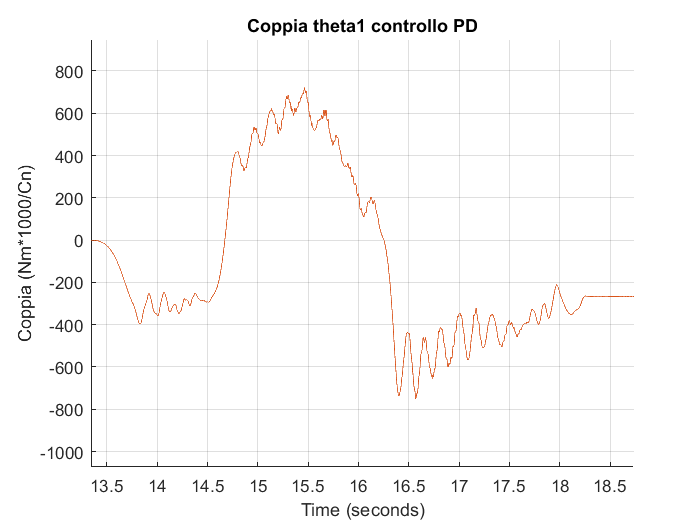 Coppia theta1 controllo PD
Coppia (Nm*1000/Cn)
800
600
400
200
0
-200
-400
-600
-800
-1000
13.5 14 14.5 15 15.5 16 16.5 17 17.5 18 18.5
Time (seconds)